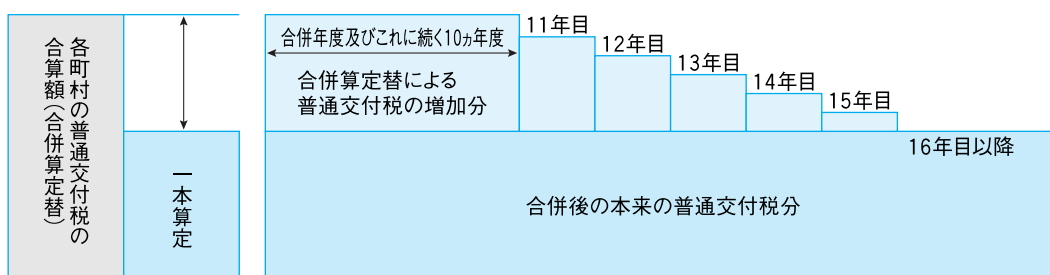 各町村の普通交付税の
合算額（合併算定替）
一本算定
合併年度及びこれに続く10ヵ年度
合併算定替による
普通交付税の増加分
11年目
12年目
13年目
14年目
15年目
16年目以降
合併後の本来の普通交付税分